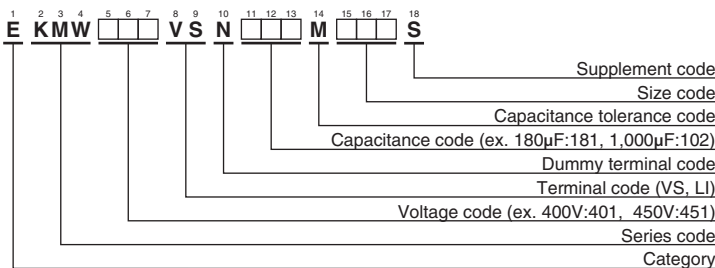 1 2 3 4 5 6 7 8 9 10 11 12 13 14 15 16 17 18
E KMW VS N M S
Supplement code
Size code
Capacitance tolerance code
Capacitance code (ex. 180µF:181, 1,000µF:102)
Dummy terminal code
Terminal code (VS, LI)
Voltage code (ex. 400V:401, 450V:451)
Series code
Category